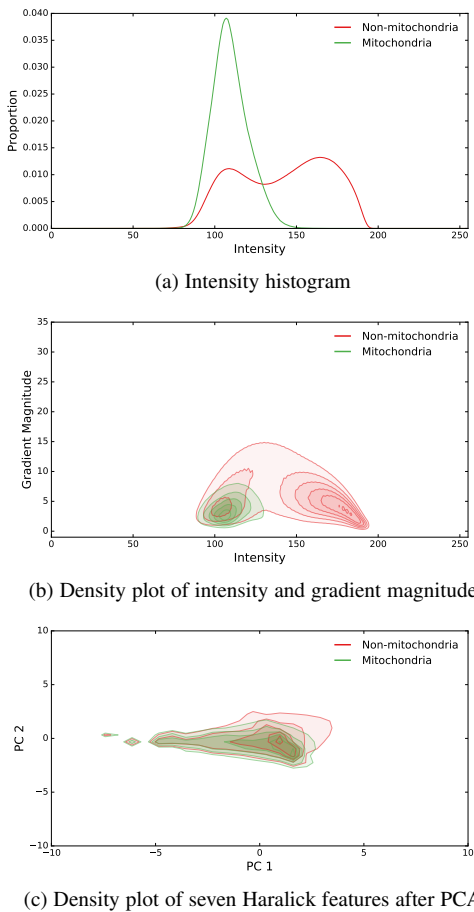 0.040
0.035
0.030
0.025
0.020
0.015
0.010
0.005
0.000
Proportion
Non-mitochondria
Mitochondria
0 50 100 150 200 250
Intensity
(a) Intensity histogram
35
30
25
20
15
10
5
0
Gradient Magnitude
Non-mitochondria
Mitochondria
0 50 100 150 200 250
Intensity
(b) Density plot of intensity and gradient magnitude
10
5
0
−5
−10
PC 2
Non-mitochondria
Mitochondria
−10 −5 0 5 10
PC 1
(c) Density plot of seven Haralick features after PCA